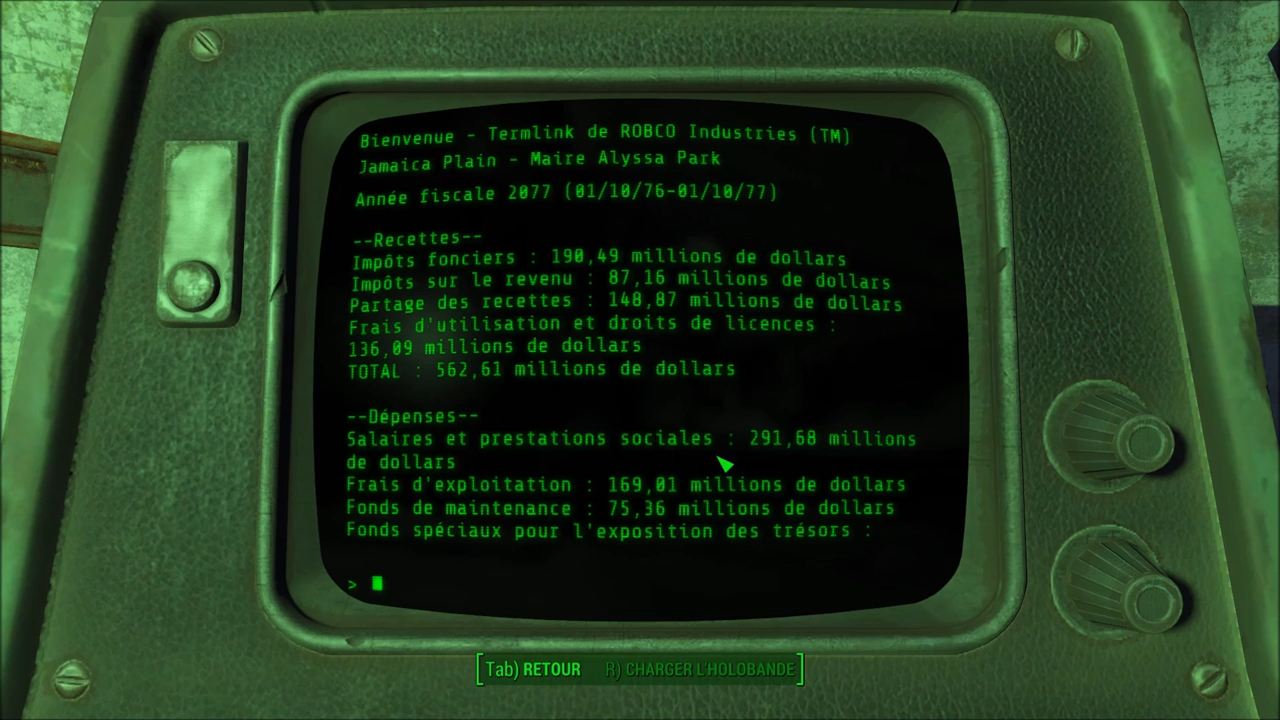 Bienvenue - Termlink de ROBCO Industries (TM)
Jamaica Plain - Maire Alyssa Park
Année fiscale 2077 (01/10/76-01/10/77)
--Recettes--
Impôts fonciers : 190,49 millions de dollars
Impôts sur le revenu : 87,16 millions de dollars
Partage des recettes : 148,87 millions de dollars
Frais d'utilisation et droits de licences :
136,09 millions de dollars
TOTAL : 562,61 millions de dollars
--Dépenses--
Salaires et prestations sociales : 291,68 millions
de dollars
Frais d'exploitation : 169,01 millions de dollars
Fonds de maintenance : 75,36 millions de dollars
Fonds spéciaux pour l'exposition des trésors :
>
Tab) RETOUR R) CHARGER L'HOLOBANDE